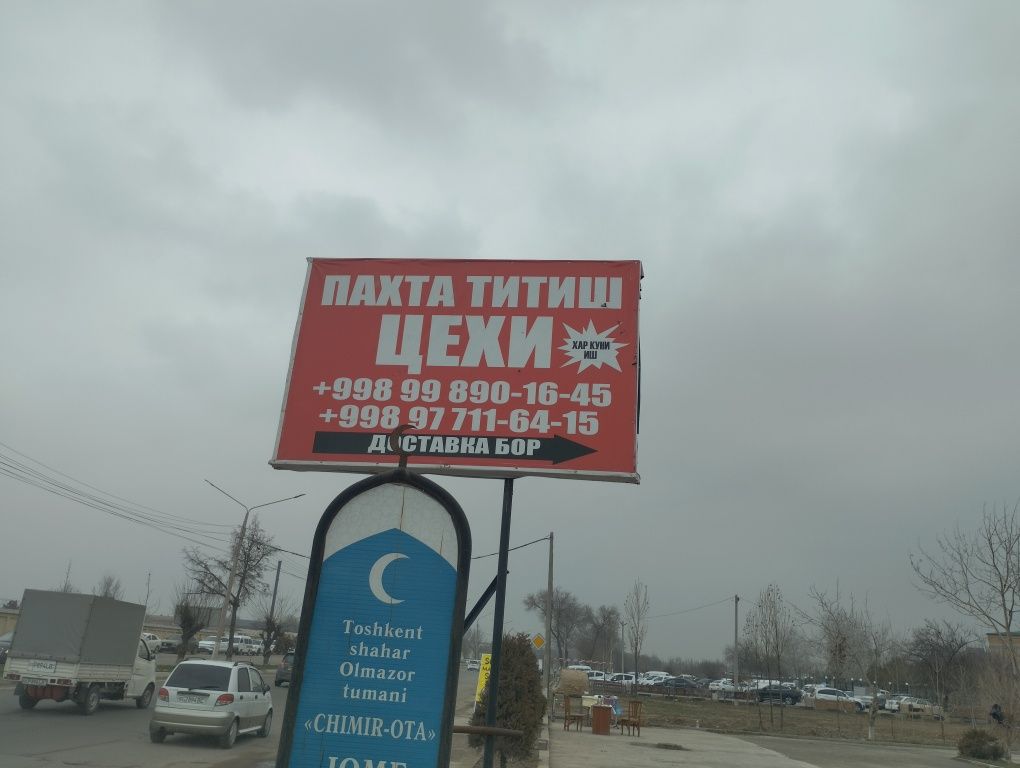 ПАХТА ТИТИШ
ЦЕХИ
ХАР КУНИ
ИШ
+998 99 890-16-45
+998 97 711-64-15
ДОСТАВКА БОР
Toshkent
shahar
Olmazor
tumani
«CHIMIR-OTA»
JOME